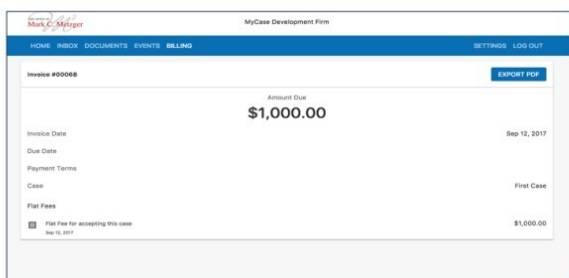 Mark C. Metzger
MyCase Development Firm
HOME INBOX DOCUMENTS EVENTS BILLING SETTINGS LOG OUT
Invoice #00068 EXPORT PDF
Amount Due
$1,000.00
Invoice Date Sep 12, 2017
Due Date
Payment Terms
Case First Case
Flat Fees
Flat Fee for accepting this case $1,000.00
Sep 12, 2017